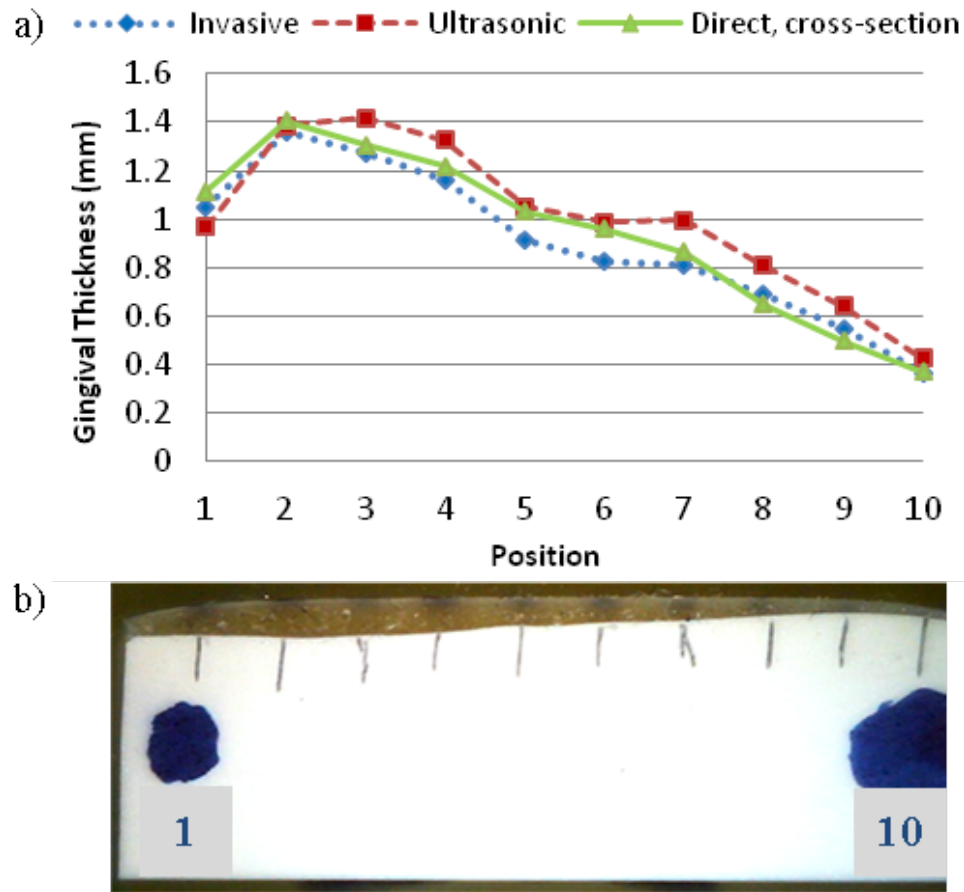 a) Invasive Ultrasonic Direct, cross-section
1.6
1.4
1.2
1
0.8
0.6
0.4
0.2
0
Gingival Thickness (mm)
1 2 3 4 5 6 7 8 9 10
Position
b)
1 10